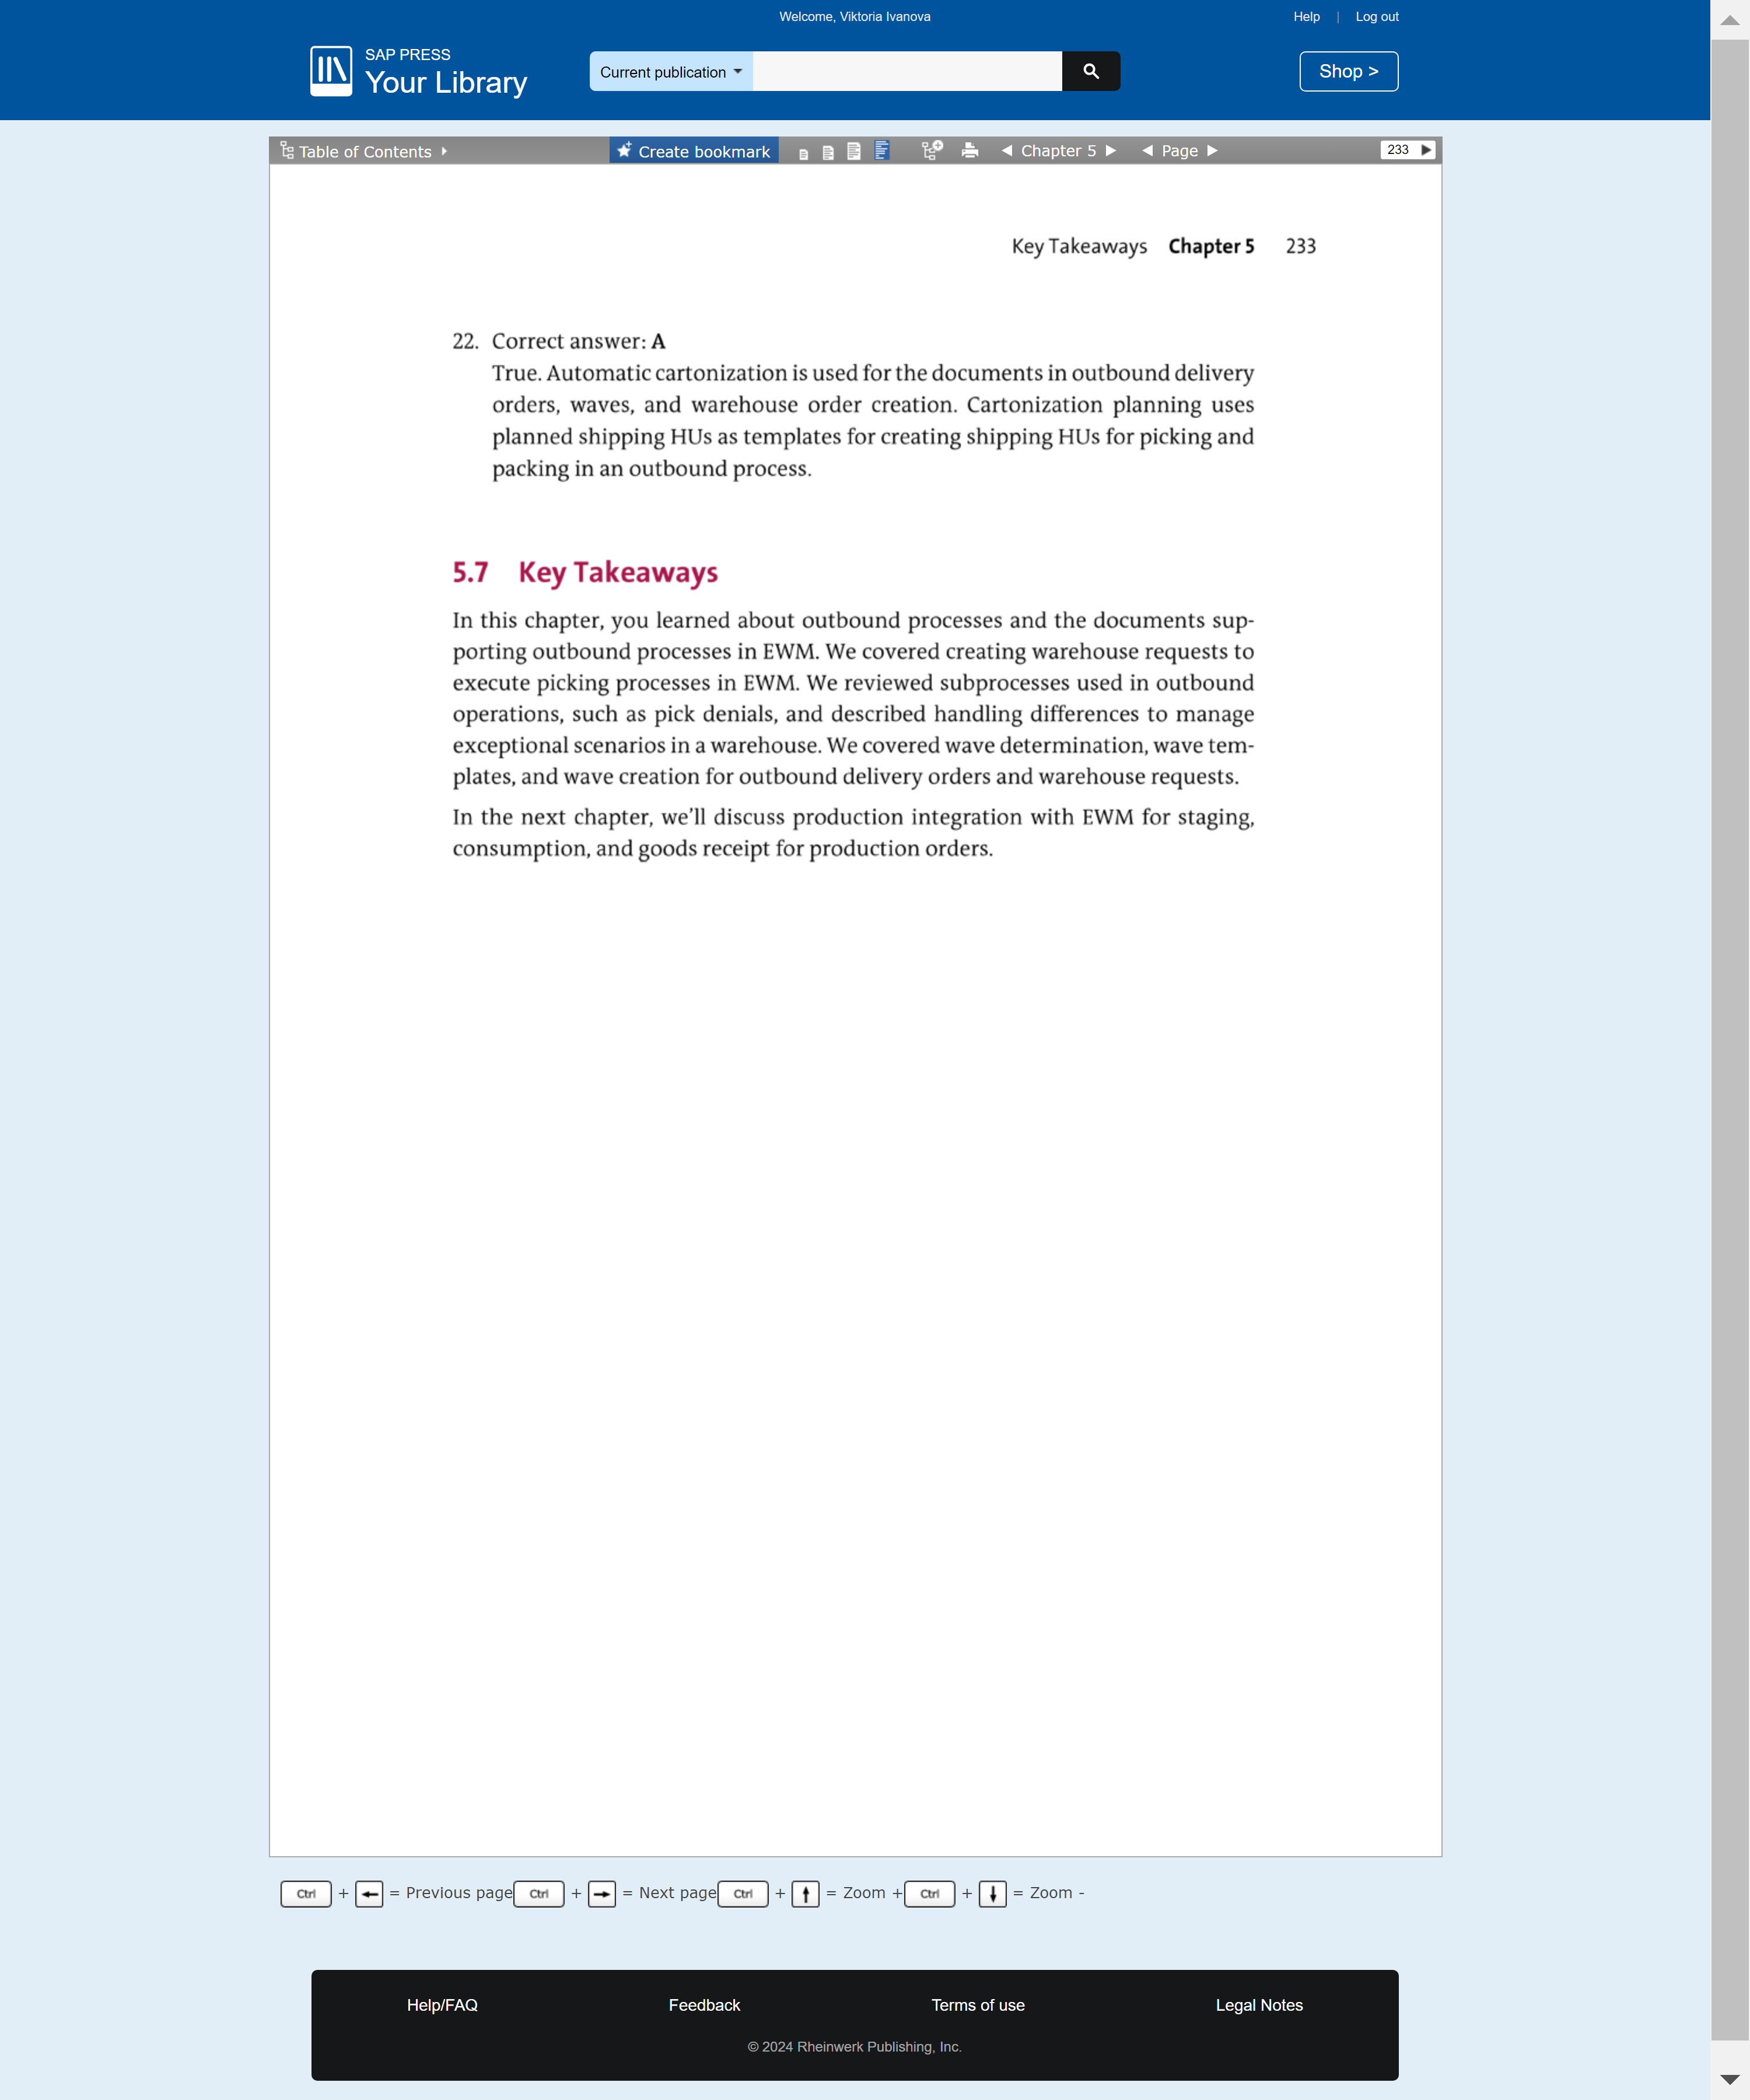 Welcome, Viktoria Ivanova
Help | Log out
SAP PRESS
Your Library
Current publication
Shop >
Table of Contents
Create bookmark
Chapter 5
Page
233
Key Takeaways Chapter 5 233
22. Correct answer: A
True. Automatic cartonization is used for the documents in outbound delivery
orders, waves, and warehouse order creation. Cartonization planning uses
planned shipping HUs as templates for creating shipping HUs for picking and
packing in an outbound process.
5.7 Key Takeaways
In this chapter, you learned about outbound processes and the documents sup-
porting outbound processes in EWM. We covered creating warehouse requests to
execute picking processes in EWM. We reviewed subprocesses used in outbound
operations, such as pick denials, and described handling differences to manage
exceptional scenarios in a warehouse. We covered wave determination, wave tem-
plates, and wave creation for outbound delivery orders and warehouse requests.
In the next chapter, we'll discuss production integration with EWM for staging,
consumption, and goods receipt for production orders.
Ctrl + ← = Previous page Ctrl + → = Next page Ctrl + ↑ = Zoom + Ctrl + ↓ = Zoom -
Help/FAQ Feedback Terms of use Legal Notes
© 2024 Rheinwerk Publishing, Inc.